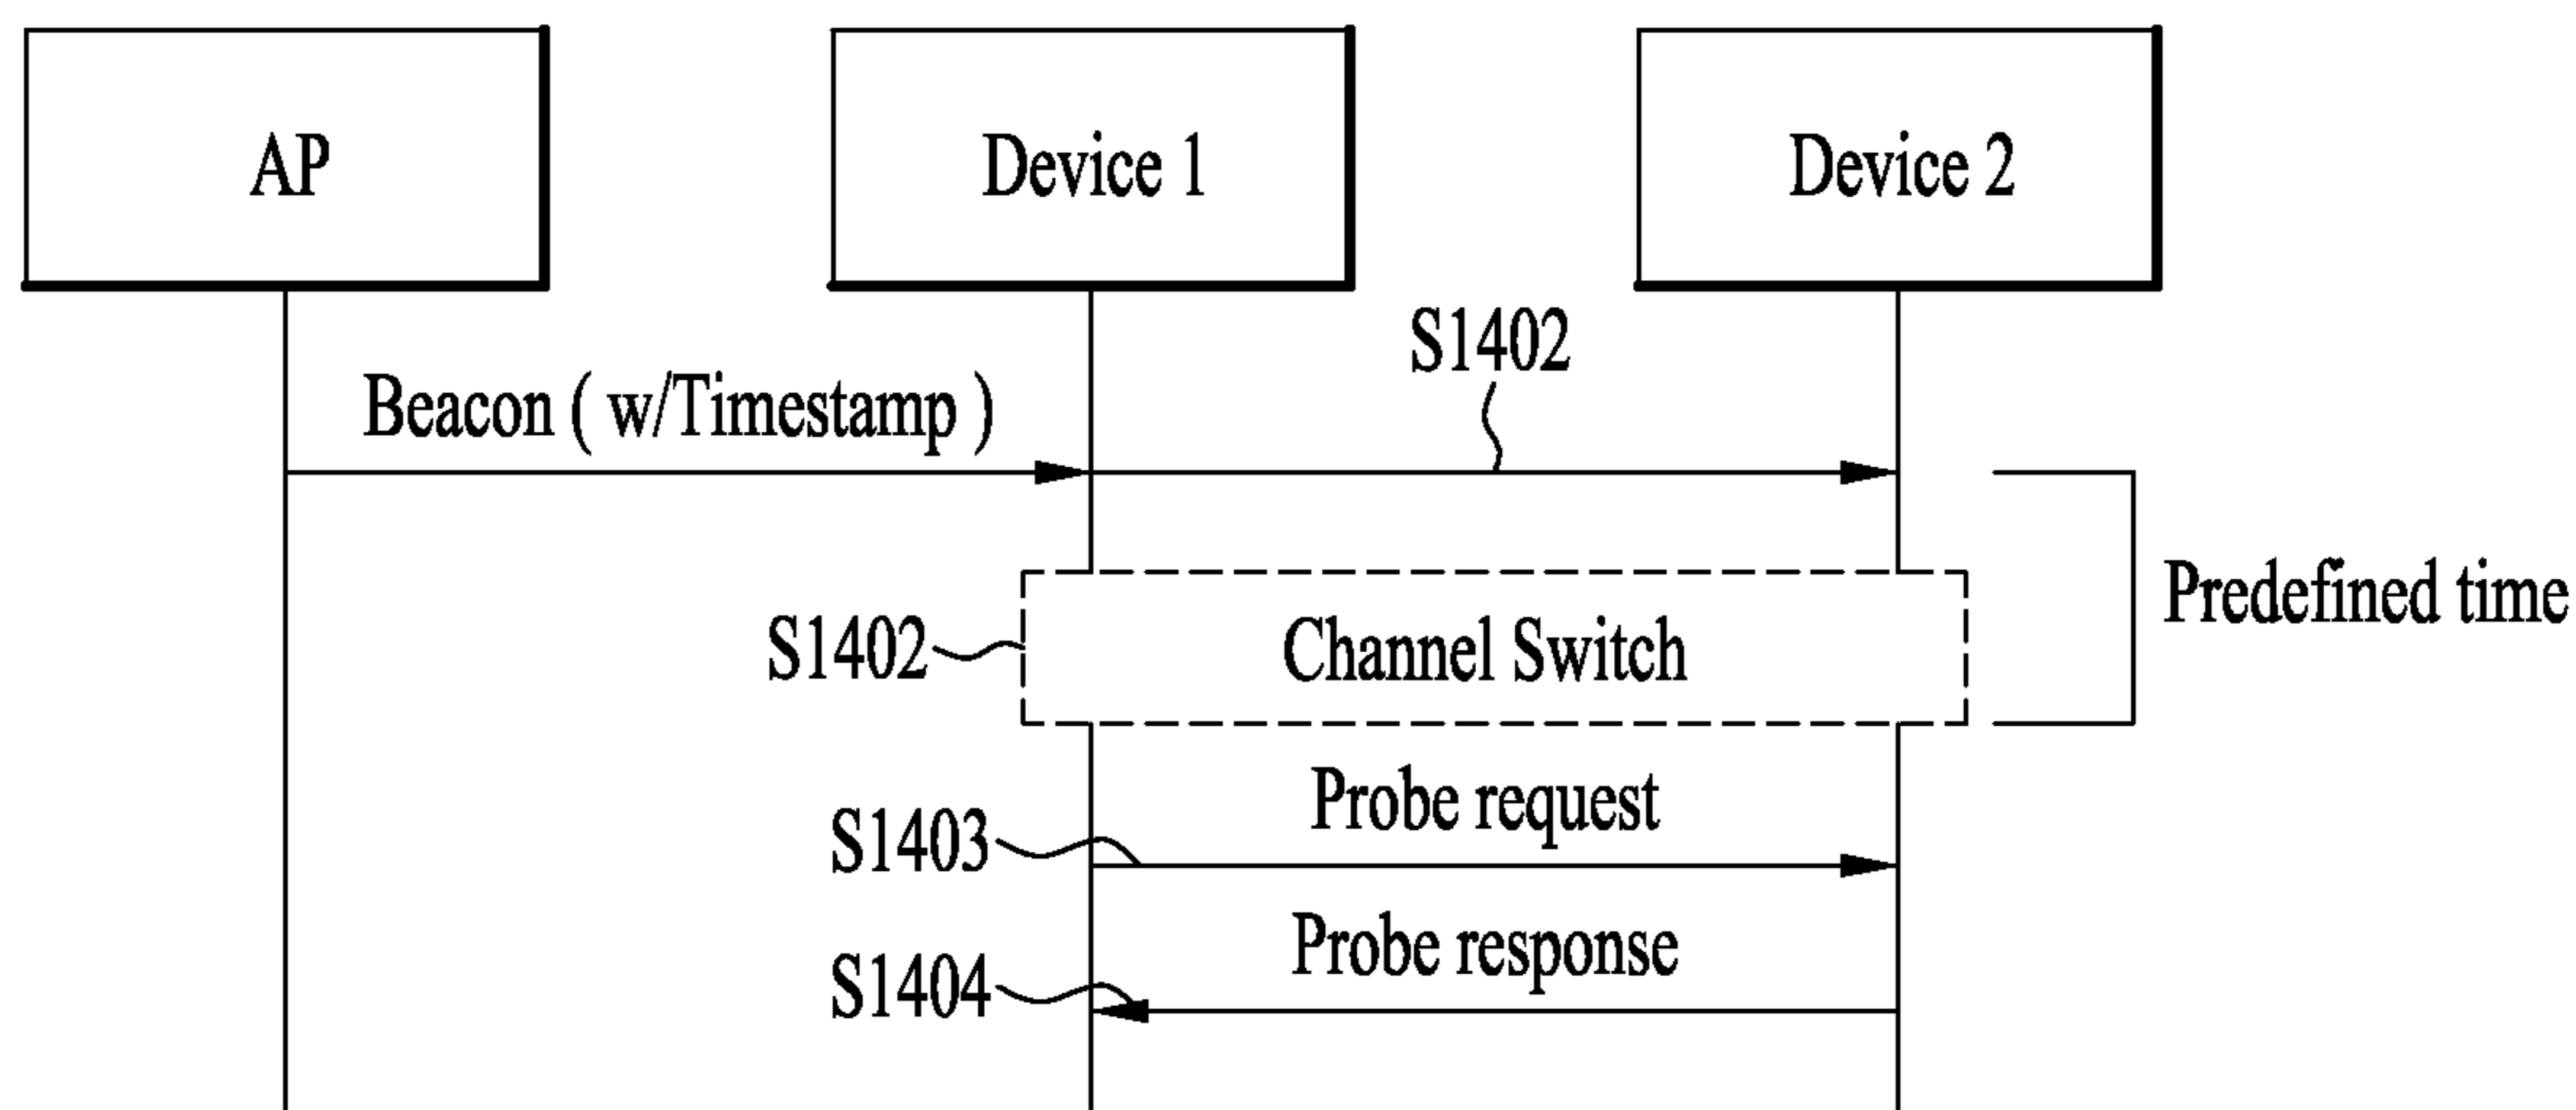 AP
Device 1
Device 2
S1402
Beacon ( w/Timestamp )
Predefined time
S1402
Channel Switch
Probe request
S1403
Probe response
S1404